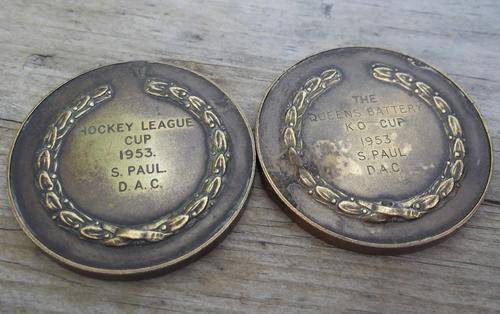 HOCKEY LEAGUE
CUP
1953.
S. PAUL.
D.A.C.
THE
QUEENS BATTERY
K O CUP
1953
S. PAUL
D.A.C.